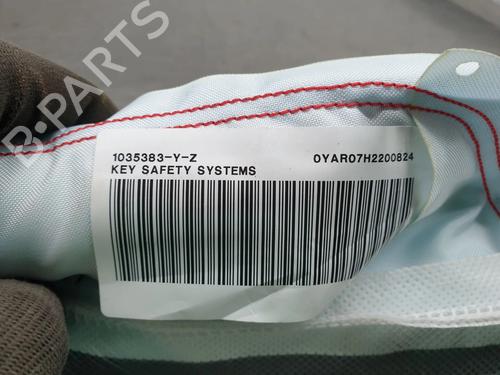 B-PARTS
1035383-Y-Z 0YAR07H2200824
KEY SAFETY SYSTEMS